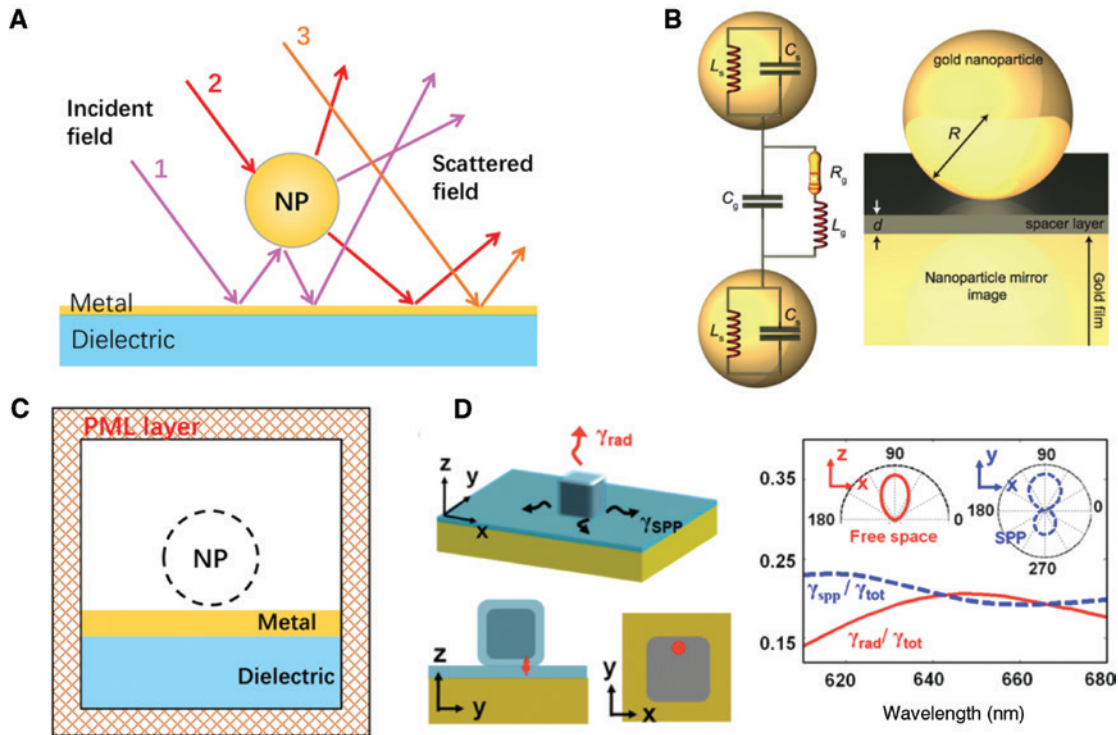 A
1
2
3
Incident
field
Scattered
field
NP
Metal
Dielectric
B
Ls
Cs
Cg
Rg
Lg
Ls
Cs
gold nanoparticle
R
d
spacer layer
Nanoparticle mirror
image
Gold film
C
PML layer
NP
Metal
Dielectric
D
γrad
z
y
x
γSPP
z
y
y
x
0.35
0.25
0.15
z
x
90
180
0
Free space
y
x
90
180
0
SPP
270
γspp / γtot
γrad / γtot
620
640
660
680
Wavelength (nm)